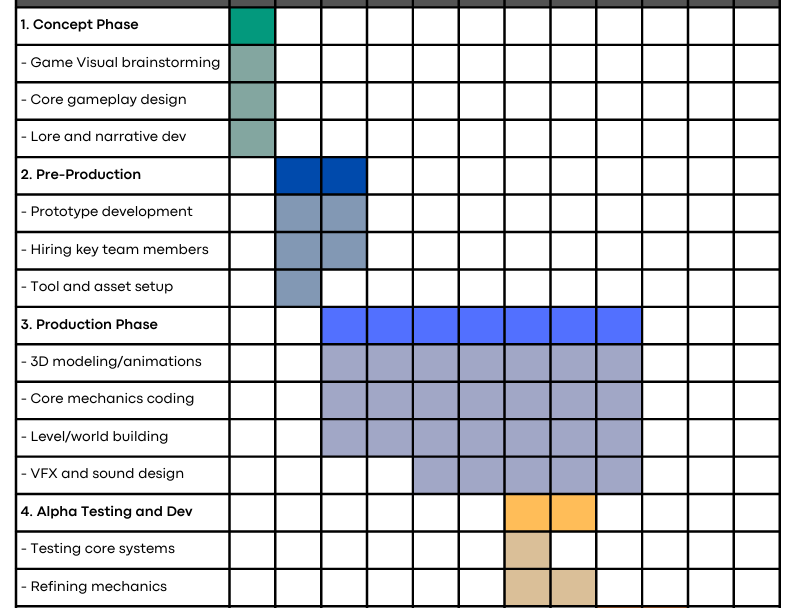 1. Concept Phase
- Game Visual brainstorming
- Core gameplay design
- Lore and narrative dev
2. Pre-Production
- Prototype development
- Hiring key team members
- Tool and asset setup
3. Production Phase
- 3D modeling/animations
- Core mechanics coding
- Level/world building
- VFX and sound design
4. Alpha Testing and Dev
- Testing core systems
- Refining mechanics